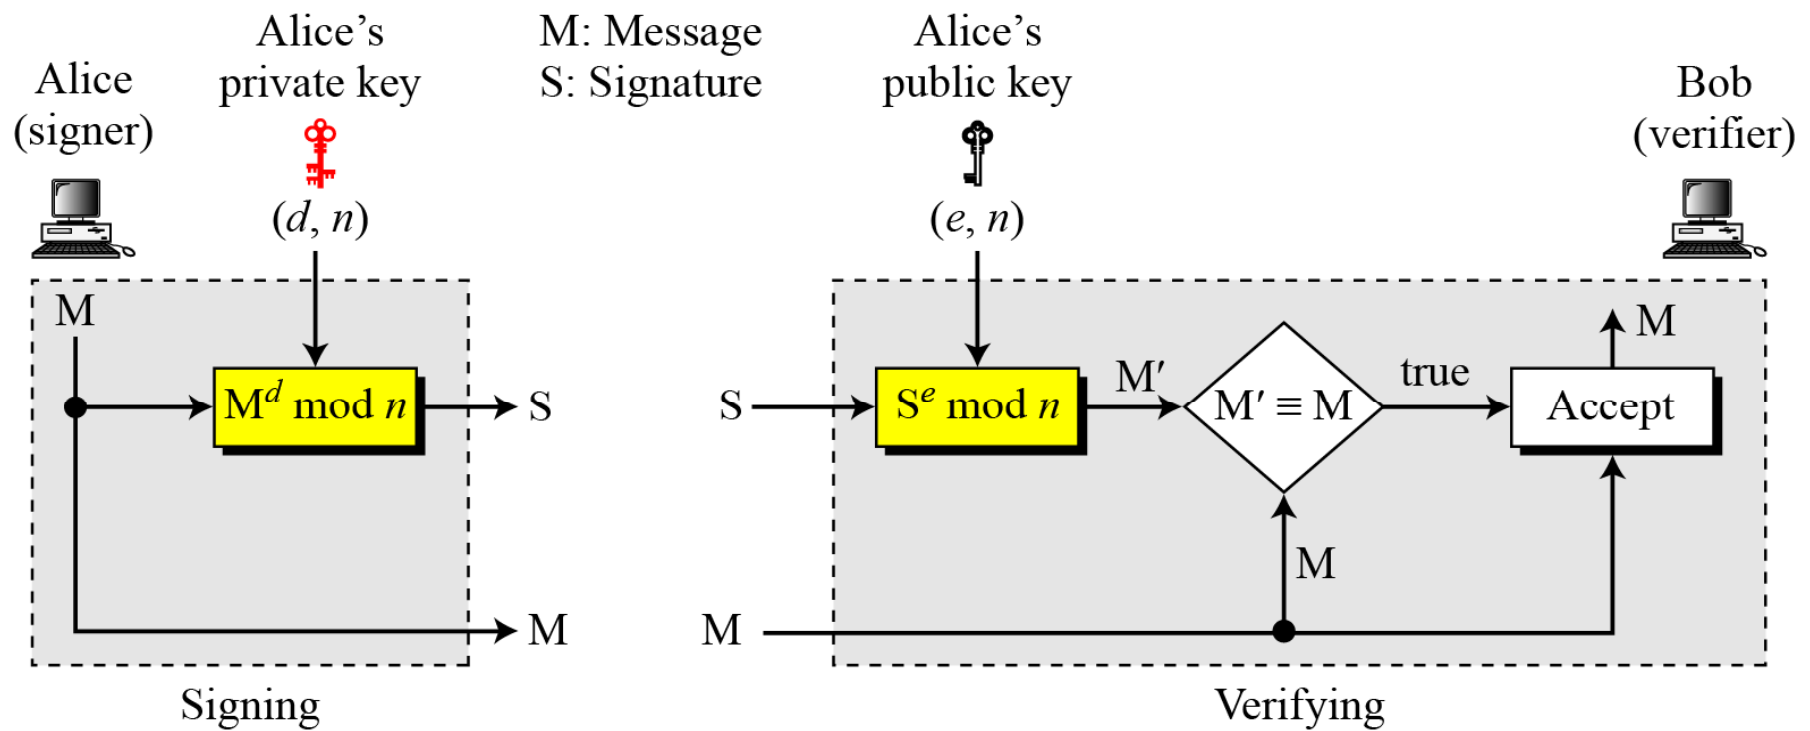 Alice
(signer)
Alice’s
private key
(d, n)
M: Message
S: Signature
Alice’s
public key
(e, n)
Bob
(verifier)
M
M^d mod n
S
M
Signing
S
S^e mod n
M′
M′ ≡ M
true
Accept
M
M
M
Verifying